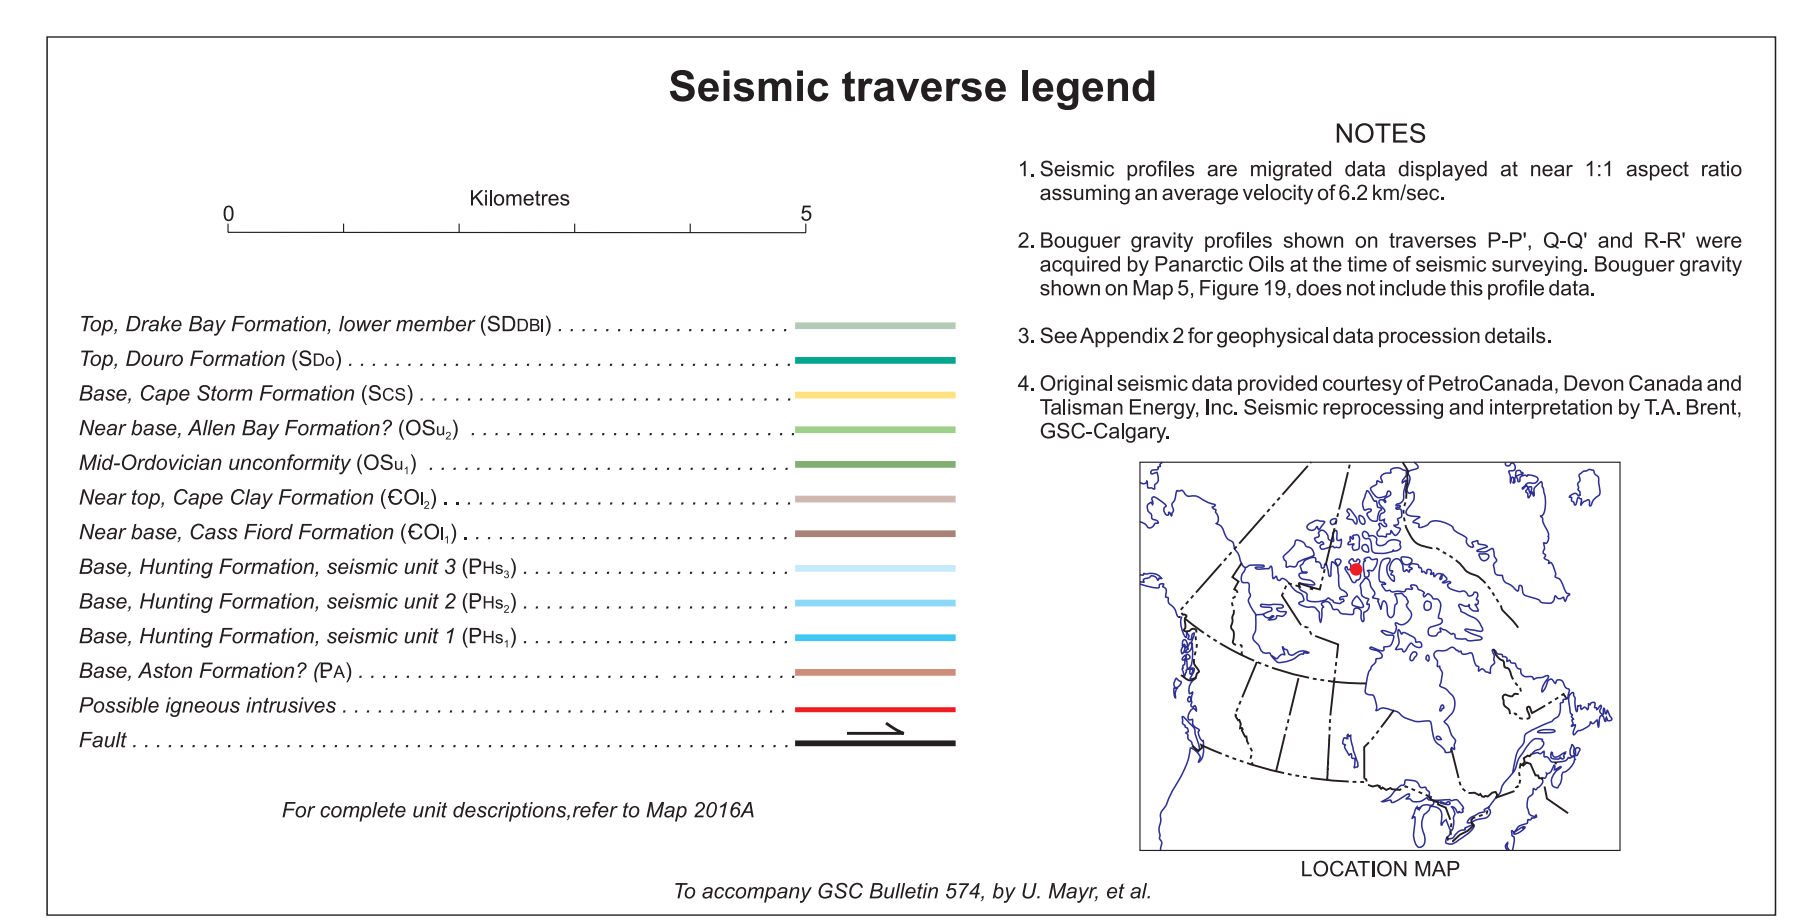 Seismic traverse legend
Kilometres
0 5
Top, Drake Bay Formation, lower member (SDDBl) . . . . . . . . . . . . . . . . . . . .
Top, Douro Formation (SDo) . . . . . . . . . . . . . . . . . . . . . . . . . . . . . . . . . . . . . .
Base, Cape Storm Formation (SCS) . . . . . . . . . . . . . . . . . . . . . . . . . . . . . . . .
Near base, Allen Bay Formation? (OSu₂) . . . . . . . . . . . . . . . . . . . . . . . . . . . .
Mid-Ordovician unconformity (OSu₁) . . . . . . . . . . . . . . . . . . . . . . . . . . . . . . .
Near top, Cape Clay Formation (ЄOl₂) . . . . . . . . . . . . . . . . . . . . . . . . . . . . . .
Near base, Cass Fiord Formation (ЄOl₁) . . . . . . . . . . . . . . . . . . . . . . . . . . . .
Base, Hunting Formation, seismic unit 3 (PHs₃) . . . . . . . . . . . . . . . . . . . . . . .
Base, Hunting Formation, seismic unit 2 (PHs₂) . . . . . . . . . . . . . . . . . . . . . . .
Base, Hunting Formation, seismic unit 1 (PHs₁) . . . . . . . . . . . . . . . . . . . . . . .
Base, Aston Formation? (PA) . . . . . . . . . . . . . . . . . . . . . . . . . . . . . . . . . . . . .
Possible igneous intrusives . . . . . . . . . . . . . . . . . . . . . . . . . . . . . . . . . . . . . .
Fault . . . . . . . . . . . . . . . . . . . . . . . . . . . . . . . . . . . . . . . . . . . . . . . . . . . . . . . .
For complete unit descriptions,refer to Map 2016A
NOTES
1. Seismic profiles are migrated data displayed at near 1:1 aspect ratio
assuming an average velocity of 6.2 km/sec.
2. Bouguer gravity profiles shown on traverses P-P', Q-Q' and R-R' were
acquired by Panarctic Oils at the time of seismic surveying. Bouguer gravity
shown on Map 5, Figure 19, does not include this profile data.
3. See Appendix 2 for geophysical data procession details.
4. Original seismic data provided courtesy of PetroCanada, Devon Canada and
Talisman Energy, Inc. Seismic reprocessing and interpretation by T.A. Brent,
GSC-Calgary.
LOCATION MAP
To accompany GSC Bulletin 574, by U. Mayr, et al.